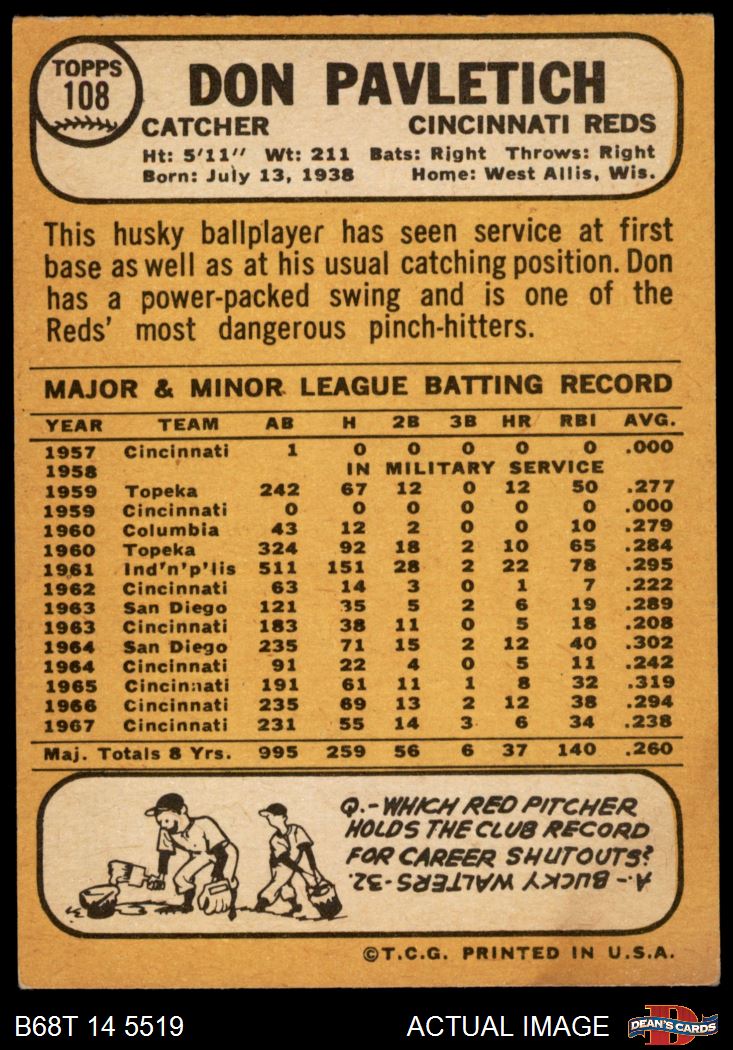 TOPPS
108
DON PAVLETICH
CATCHER CINCINNATI REDS
Ht: 5'11" Wt: 211 Bats: Right Throws: Right
Born: July 13, 1938 Home: West Allis, Wis.
This husky ballplayer has seen service at first
base as well as at his usual catching position. Don
has a power-packed swing and is one of the
Reds' most dangerous pinch-hitters.
MAJOR & MINOR LEAGUE BATTING RECORD
YEAR TEAM AB H 2B 3B HR RBI AVG.
1957 Cincinnati 1 0 0 0 0 0 .000
1958 IN MILITARY SERVICE
1959 Topeka 242 67 12 0 12 50 .277
1959 Cincinnati 0 0 0 0 0 0 .000
1960 Columbia 43 12 2 0 0 10 .279
1960 Topeka 324 92 18 2 10 65 .284
1961 Ind'n'p'lis 511 151 28 2 22 78 .295
1962 Cincinnati 63 14 3 0 1 7 .222
1963 San Diego 121 35 5 2 6 19 .289
1963 Cincinnati 183 38 11 0 5 18 .208
1964 San Diego 235 71 15 2 12 40 .302
1964 Cincinnati 91 22 4 0 5 11 .242
1965 Cincinnati 191 61 11 1 8 32 .319
1966 Cincinnati 235 69 13 2 12 38 .294
1967 Cincinnati 231 55 14 3 6 34 .238
Maj. Totals 8 Yrs. 995 259 56 6 37 140 .260
Q.-WHICH RED PITCHER
HOLDS THE CLUB RECORD
FOR CAREER SHUTOUTS?
A.-BUCKY WALTERS-32.
©T.C.G. PRINTED IN U.S.A.
B68T 14 5519 ACTUAL IMAGE D DEAN'S CARDS